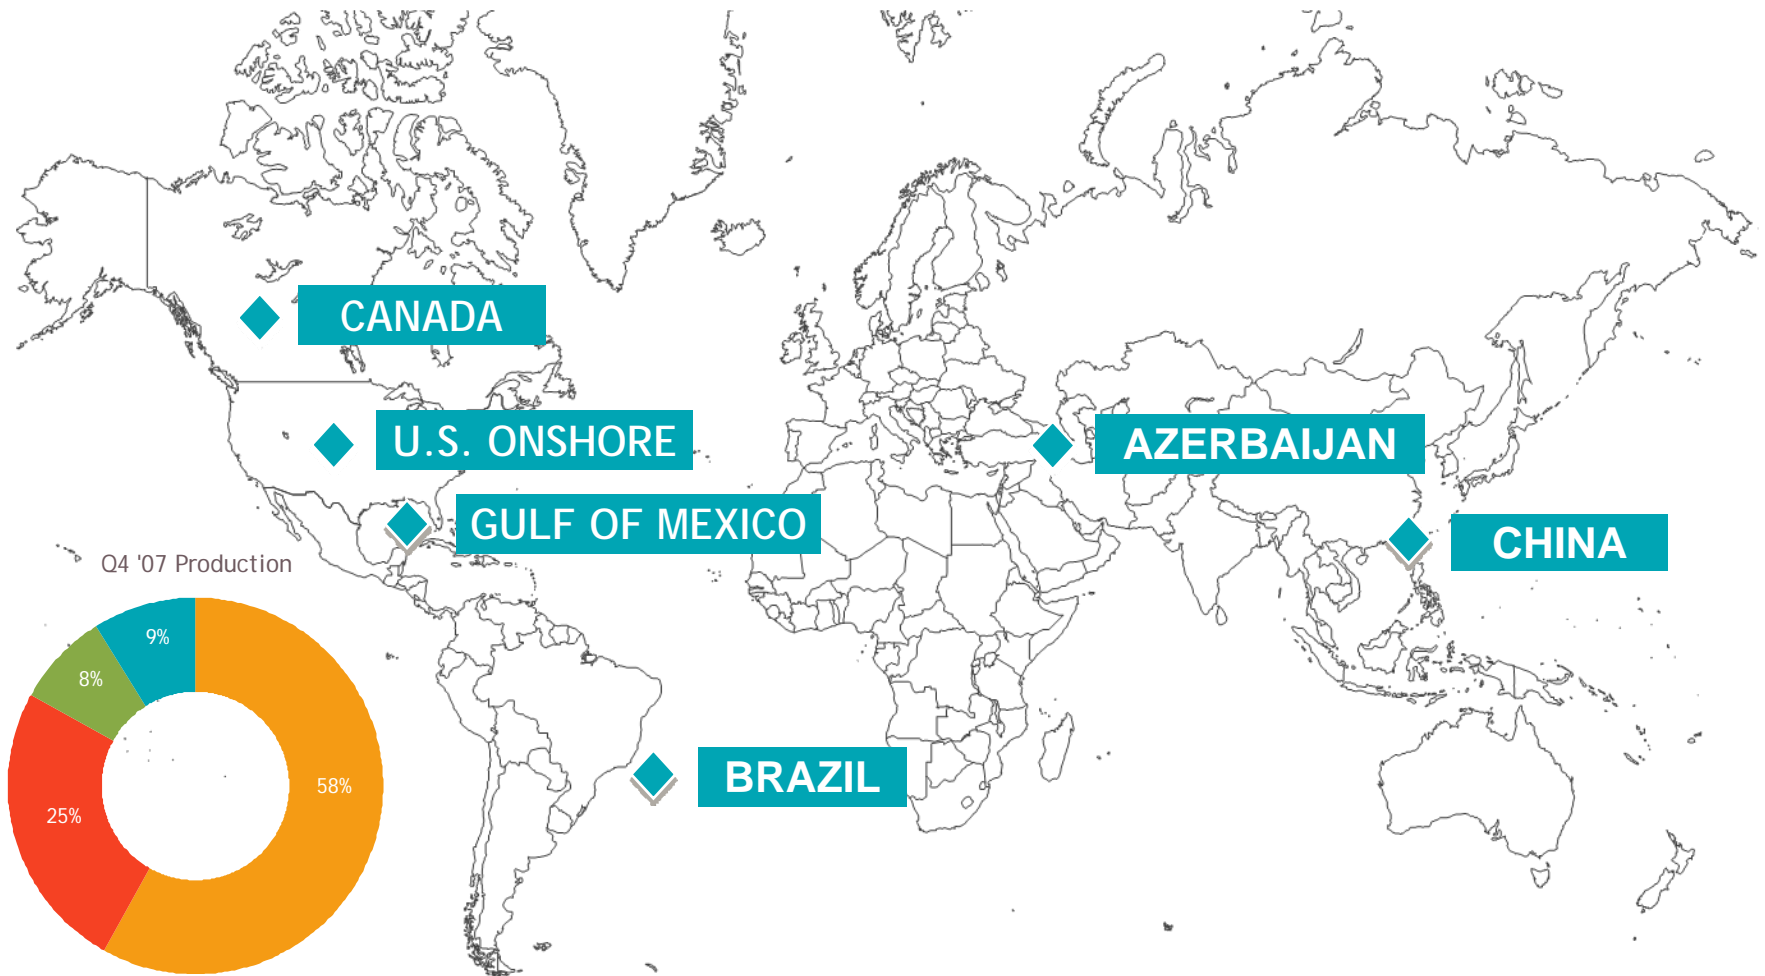 CANADA
U.S. ONSHORE
AZERBAIJAN
GULF OF MEXICO
CHINA
Q4 '07 Production
9%
8%
58%
25%
BRAZIL